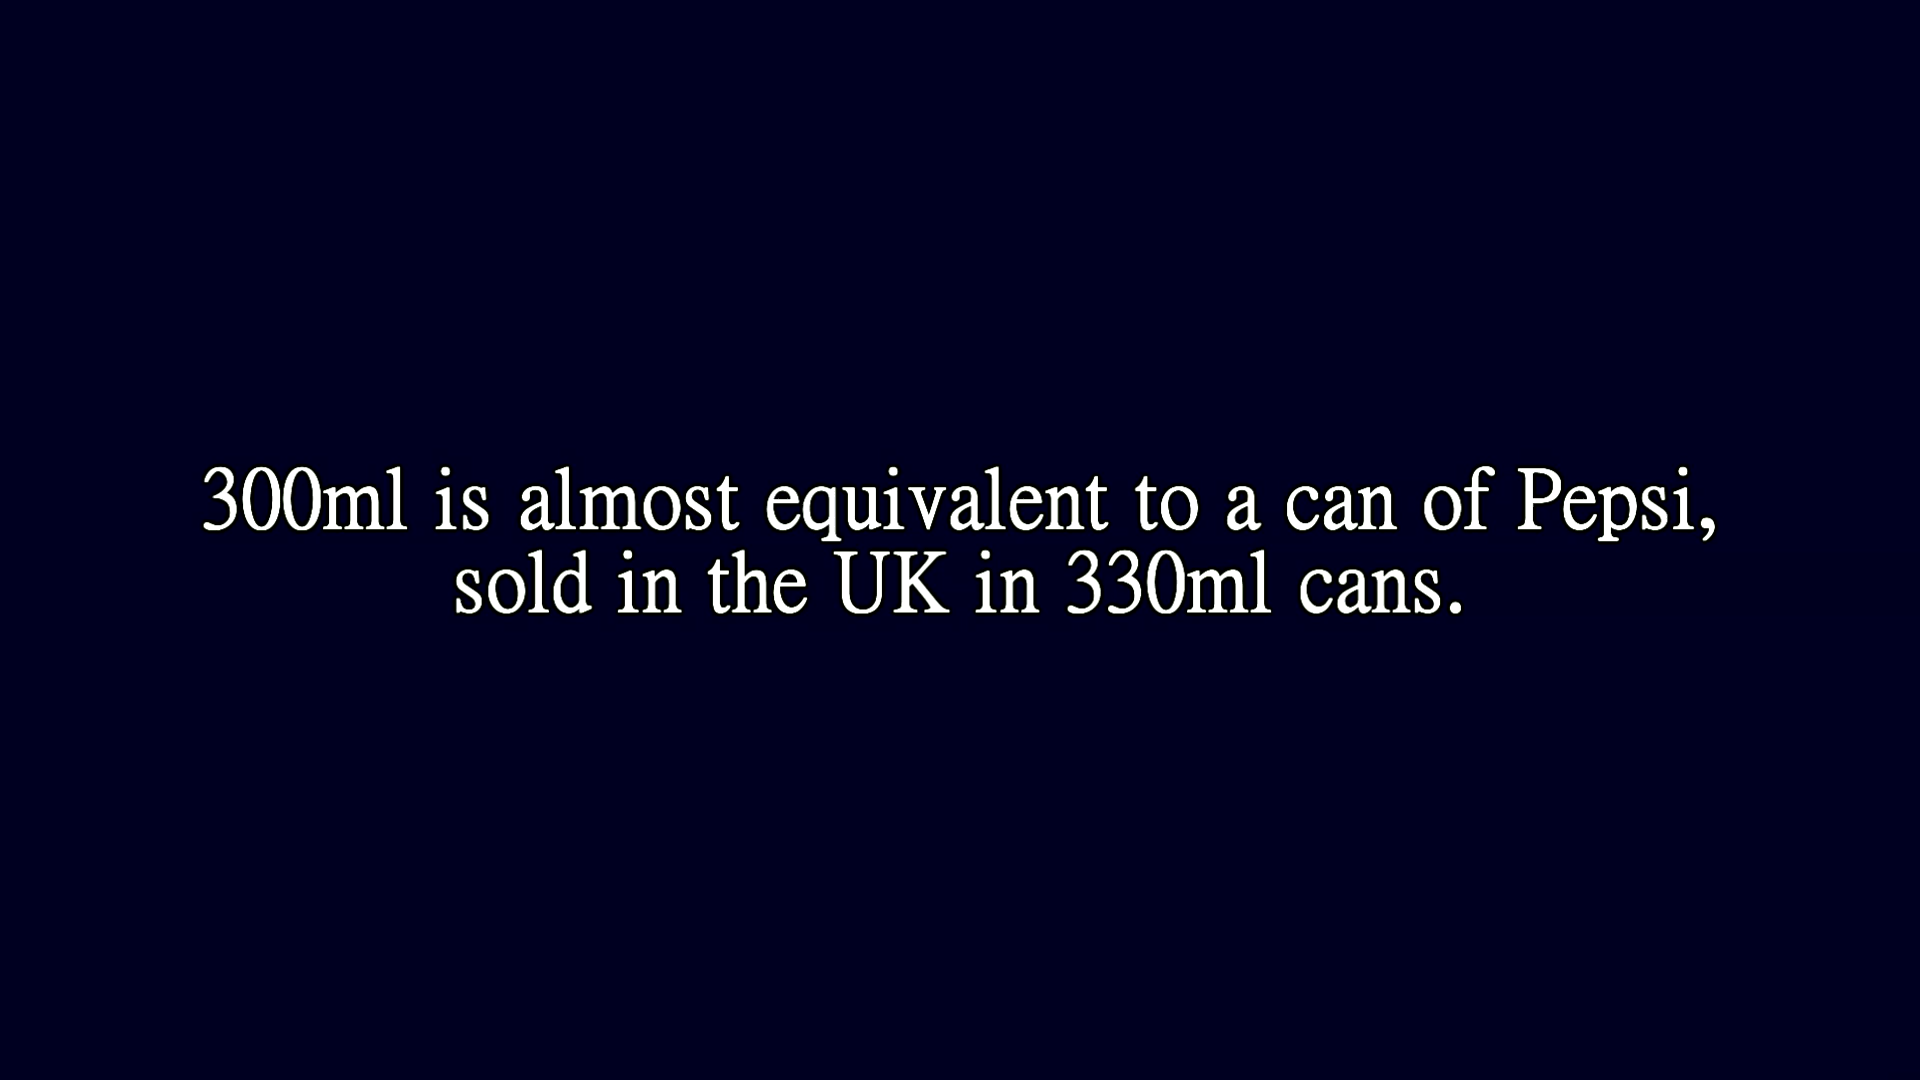 300ml is almost equivalent to a can of Pepsi,
sold in the UK in 330ml cans.